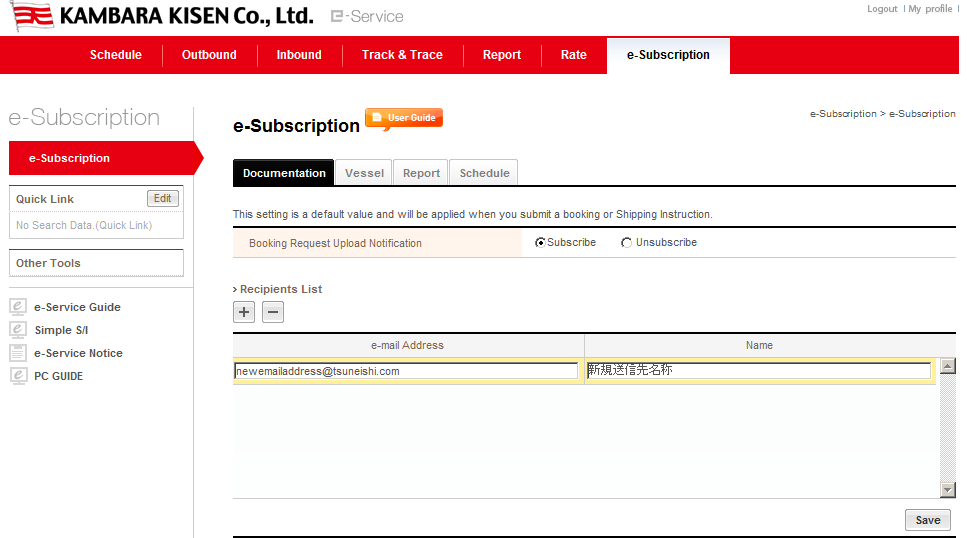 KAMBARA KISEN Co., Ltd. e-Service
Logout | My profile |
Schedule Outbound Inbound Track & Trace Report Rate e-Subscription
e-Subscription
e-Subscription
Quick Link Edit
No Search Data.(Quick Link)
Other Tools
e-Service Guide
Simple S/I
e-Service Notice
PC GUIDE
e-Subscription User Guide
e-Subscription > e-Subscription
Documentation Vessel Report Schedule
This setting is a default value and will be applied when you submit a booking or Shipping Instruction.
Booking Request Upload Notification Subscribe Unsubscribe
› Recipients List
+ −
e-mail Address Name
newemailaddress@tsuneishi.com 新規送信先名称
Save